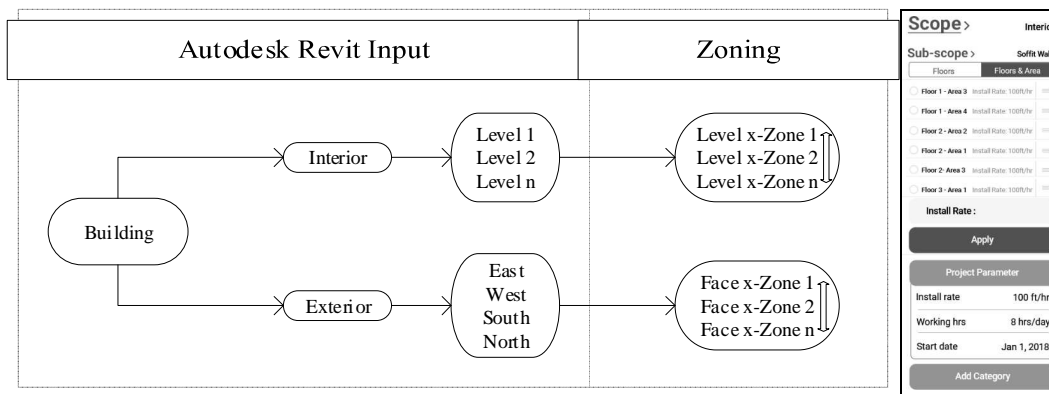 Autodesk Revit Input
Zoning
Building
Interior
Exterior
Level 1
Level 2
Level n
East
West
South
North
Level x-Zone 1
Level x-Zone 2
Level x-Zone n
Face x-Zone 1
Face x-Zone 2
Face x-Zone n
Scope > Interio
Sub-scope > Soffit Wal
Floors Floors & Area
Floor 1 - Area 3 Install Rate: 100ft/hr
Floor 1 - Area 4 Install Rate: 100ft/hr
Floor 2 - Area 2 Install Rate: 100ft/hr
Floor 2 - Area 1 Install Rate: 100ft/hr
Floor 2- Area 3 Install Rate: 100ft/hr
Floor 3 - Area 1 Install Rate: 100ft/hr
Install Rate :
Apply
Project Parameter
Install rate 100 ft/hr
Working hrs 8 hrs/day
Start date Jan 1, 2018
Add Category